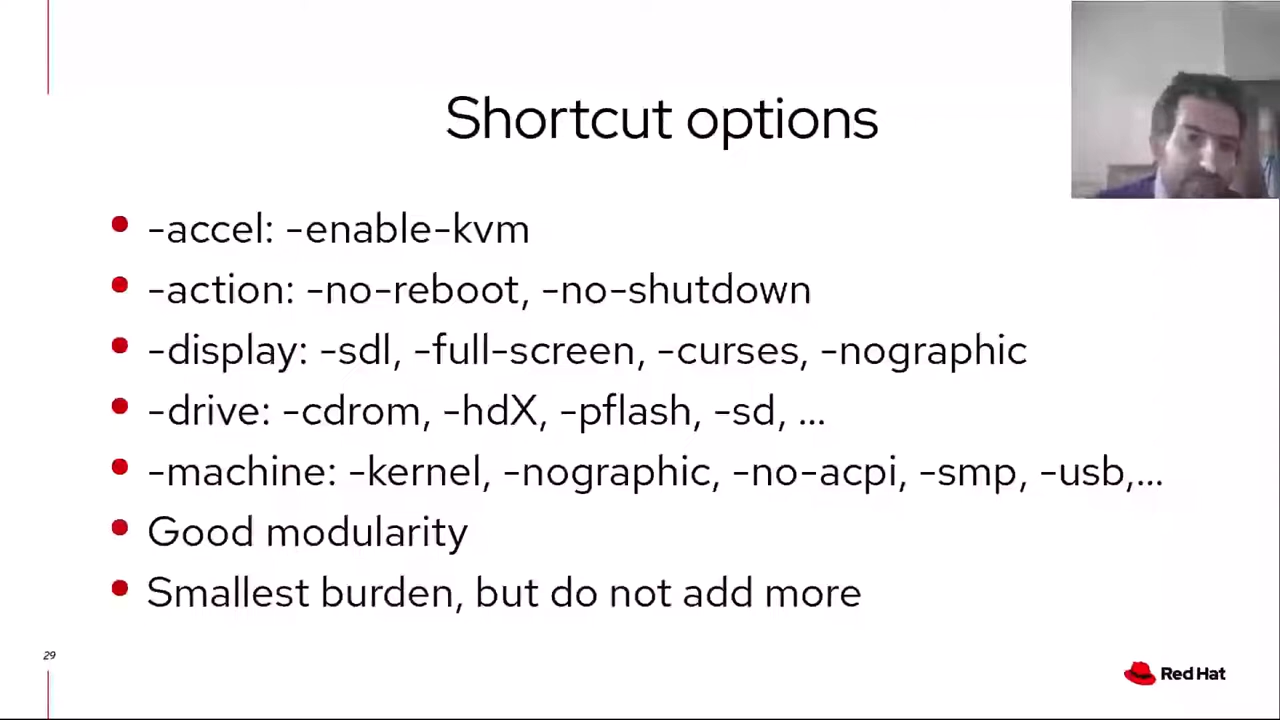 Shortcut options
-accel: -enable-kvm
-action: -no-reboot, -no-shutdown
-display: -sdl, -full-screen, -curses, -nographic
-drive: -cdrom, -hdX, -pflash, -sd, ...
-machine: -kernel, -nographic, -no-acpi, -smp, -usb,...
Good modularity
Smallest burden, but do not add more
29
Red Hat